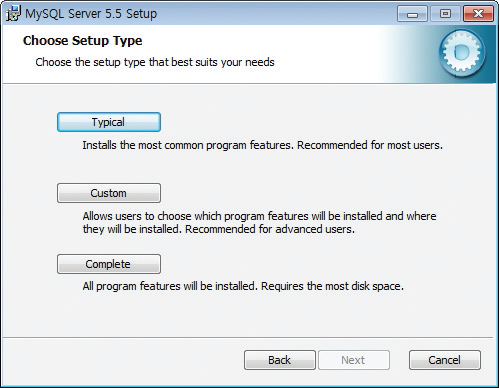 MySQL Server 5.5 Setup
Choose Setup Type
Choose the setup type that best suits your needs
Typical
Installs the most common program features. Recommended for most users.
Custom
Allows users to choose which program features will be installed and where
they will be installed. Recommended for advanced users.
Complete
All program features will be installed. Requires the most disk space.
Back Next Cancel